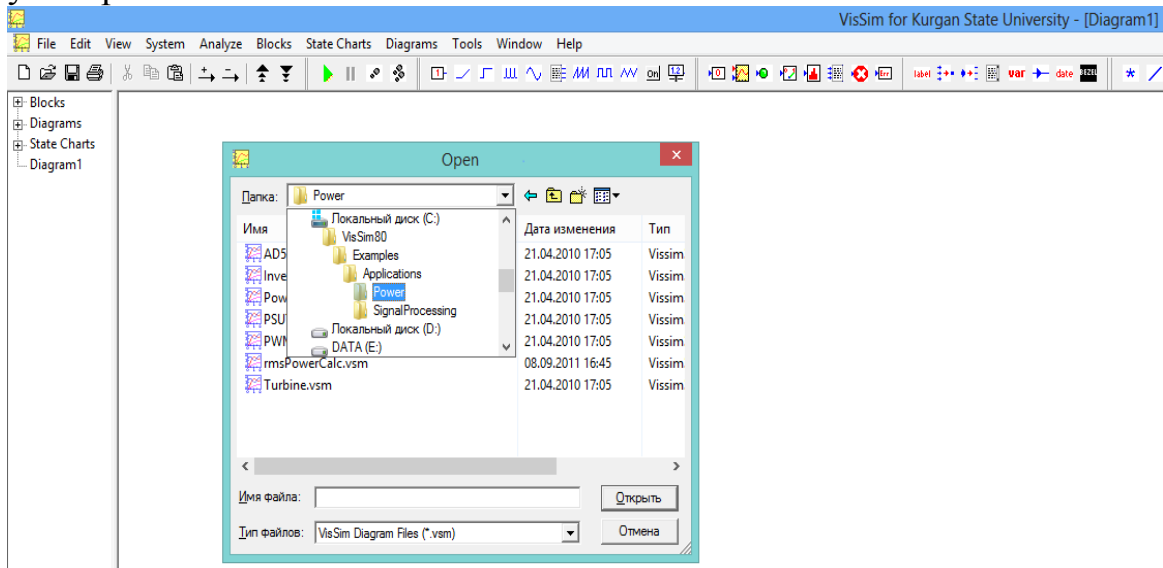 VisSim for Kurgan State University - [Diagram1]
File Edit View System Analyze Blocks State Charts Diagrams Tools Window Help
label var date BEZEL
Blocks
Diagrams
State Charts
Diagram1
Open
Папка: Power
Имя Дата изменения Тип
Локальный диск (C:)
VisSim80
Examples
Applications
Power
SignalProcessing
Локальный диск (D:)
DATA (E:)
AD5 21.04.2010 17:05 Vissim
Inve 21.04.2010 17:05 Vissim
Pow 21.04.2010 17:05 Vissim
PSU 21.04.2010 17:05 Vissim
21.04.2010 17:05 Vissim
rmsPowerCalc.vsm 08.09.2011 16:45 Vissim
Turbine.vsm 21.04.2010 17:05 Vissim
Имя файла: Открыть
Тип файлов: VisSim Diagram Files (*.vsm) Отмена